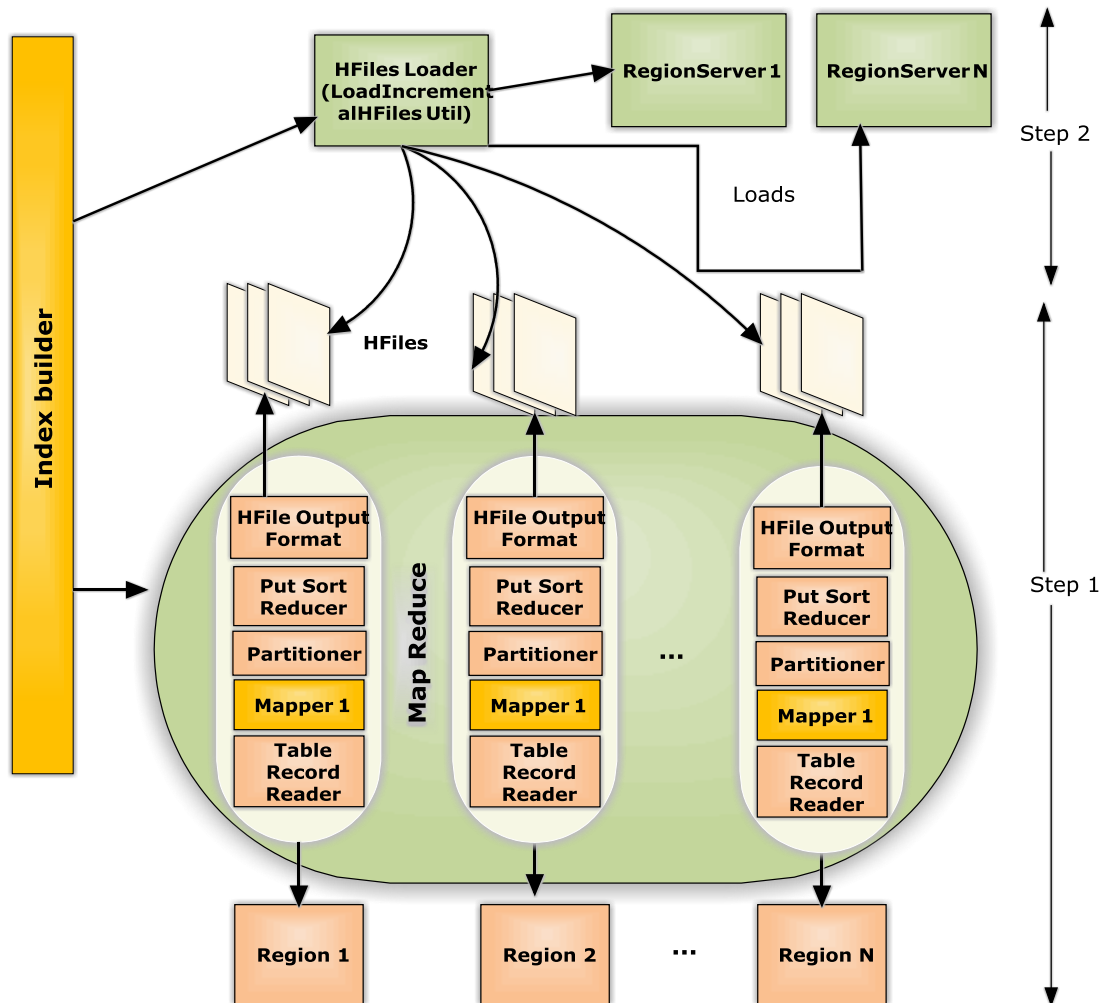 HFiles Loader
(LoadIncrement
alHFiles Util)
RegionServer 1
RegionServer N
Step 2
Loads
HFiles
Index builder
Map Reduce
HFile Output
Format
Put Sort
Reducer
Partitioner
Mapper 1
Table
Record
Reader
HFile Output
Format
Put Sort
Reducer
Partitioner
Mapper 1
Table
Record
Reader
...
HFile Output
Format
Put Sort
Reducer
Partitioner
Mapper 1
Table
Record
Reader
Step 1
Region 1
Region 2
...
Region N